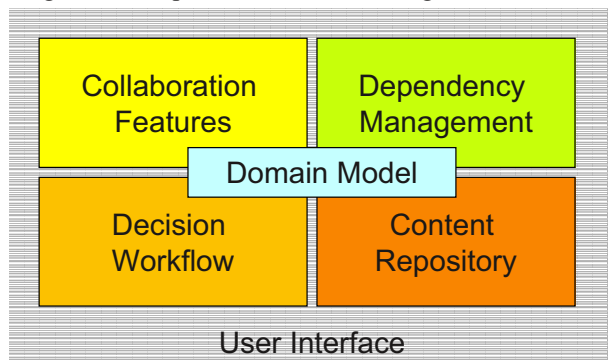 Collaboration
Features
Dependency
Management
Domain Model
Decision
Workflow
Content
Repository
User Interface